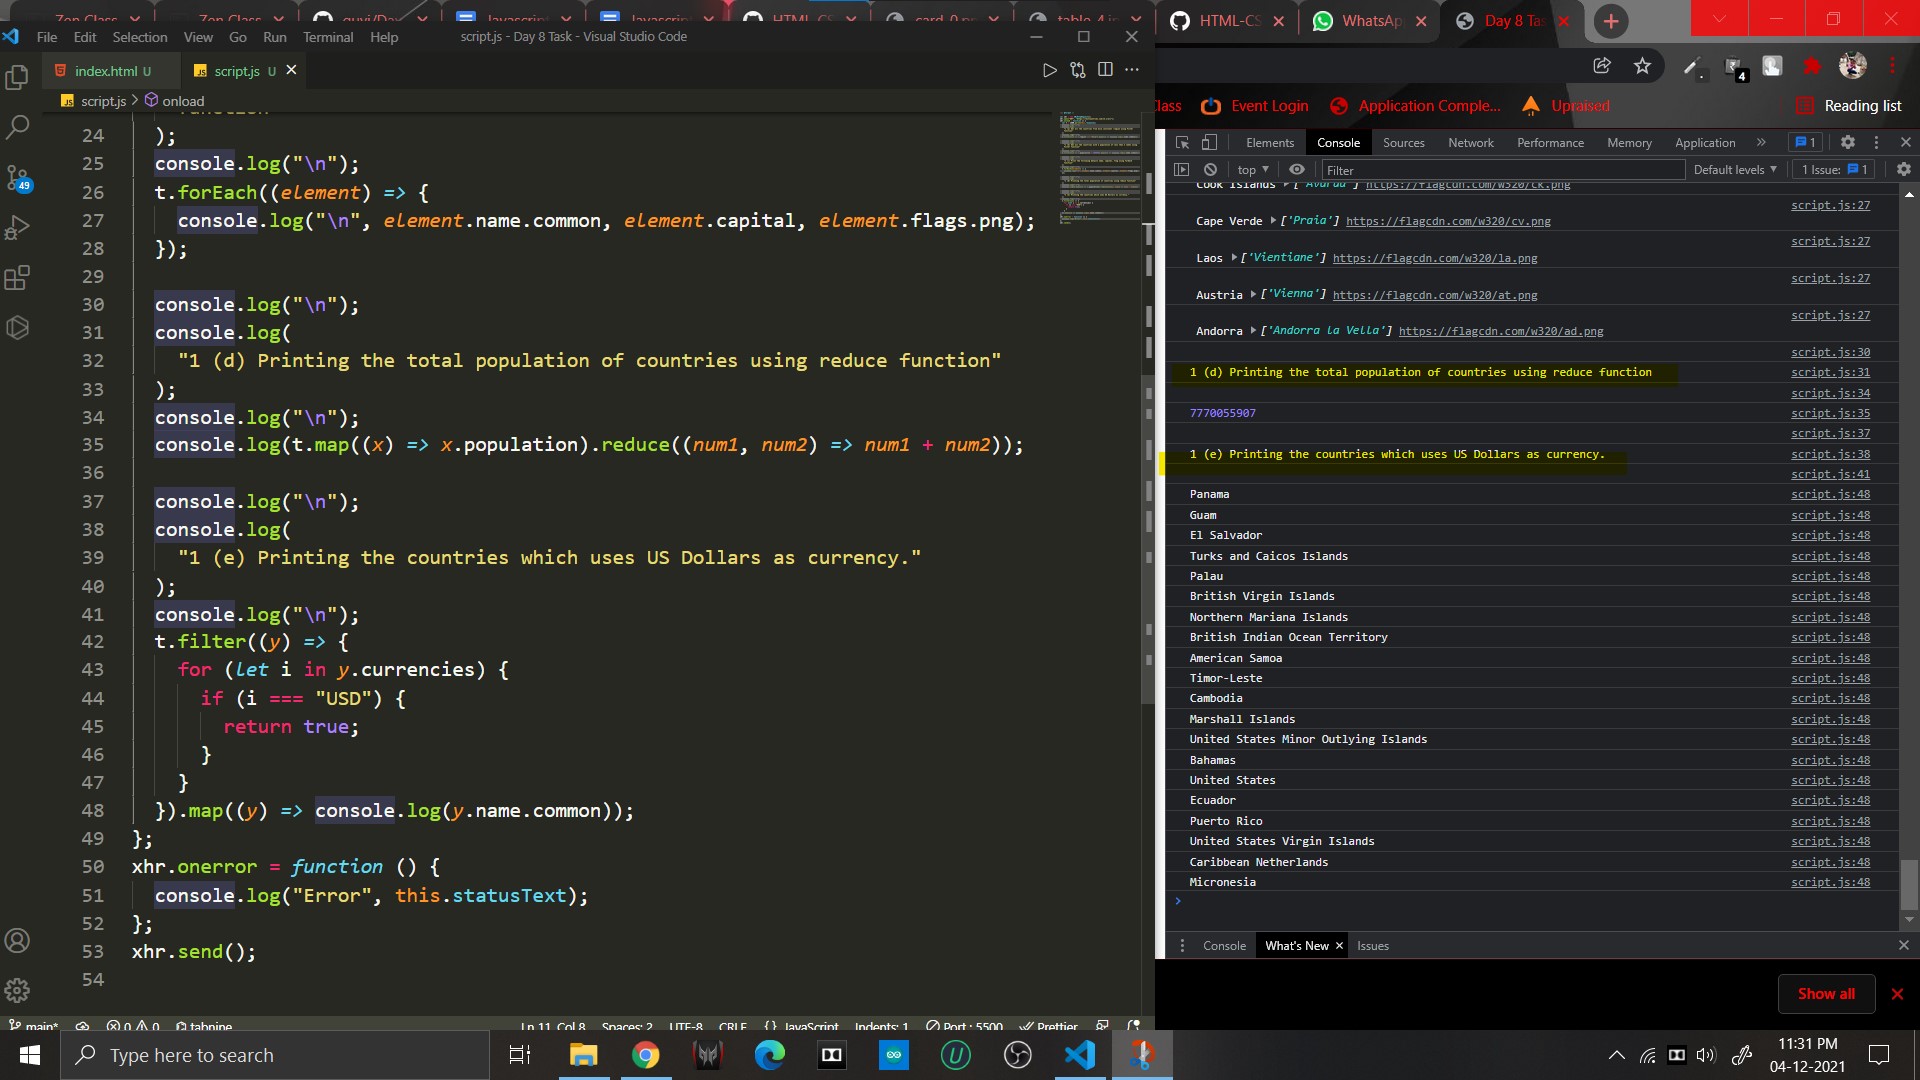 HTML-CS
WhatsAp
Day 8 Tas
File Edit Selection View Go Run Terminal Help
script.js - Day 8 Task - Visual Studio Code
index.html U
script.js U
script.js > onload
24 );
25 console.log("\n");
26 t.forEach((element) => {
27 console.log("\n", element.name.common, element.capital, element.flags.png);
28 });
29
30 console.log("\n");
31 console.log(
32 "1 (d) Printing the total population of countries using reduce function"
33 );
34 console.log("\n");
35 console.log(t.map((x) => x.population).reduce((num1, num2) => num1 + num2));
36
37 console.log("\n");
38 console.log(
39 "1 (e) Printing the countries which uses US Dollars as currency."
40 );
41 console.log("\n");
42 t.filter((y) => {
43 for (let i in y.currencies) {
44 if (i === "USD") {
45 return true;
46 }
47 }
48 }).map((y) => console.log(y.name.common));
49 };
50 xhr.onerror = function () {
51 console.log("Error", this.statusText);
52 };
53 xhr.send();
54
49
main* 0 0 tabnine
Ln 11, Col 8 Spaces: 2 UTF-8 CRLF {} JavaScript Indents: 1 Port : 5500 Prettier
4
lass Event Login Application Comple... Upraised Reading list
Elements Console Sources Network Performance Memory Application » 1
top Filter Default levels 1 Issue: 1
Cook Islands ['Avarua'] https://flagcdn.com/w320/ck.png
script.js:27
Cape Verde ['Praia'] https://flagcdn.com/w320/cv.png
script.js:27
Laos ['Vientiane'] https://flagcdn.com/w320/la.png
script.js:27
Austria ['Vienna'] https://flagcdn.com/w320/at.png
script.js:27
Andorra ['Andorra la Vella'] https://flagcdn.com/w320/ad.png
script.js:30
1 (d) Printing the total population of countries using reduce function script.js:31
script.js:34
7770055907 script.js:35
script.js:37
1 (e) Printing the countries which uses US Dollars as currency. script.js:38
script.js:41
Panama script.js:48
Guam script.js:48
El Salvador script.js:48
Turks and Caicos Islands script.js:48
Palau script.js:48
British Virgin Islands script.js:48
Northern Mariana Islands script.js:48
British Indian Ocean Territory script.js:48
American Samoa script.js:48
Timor-Leste script.js:48
Cambodia script.js:48
Marshall Islands script.js:48
United States Minor Outlying Islands script.js:48
Bahamas script.js:48
United States script.js:48
Ecuador script.js:48
Puerto Rico script.js:48
United States Virgin Islands script.js:48
Caribbean Netherlands script.js:48
Micronesia script.js:48
Console What's New Issues
Show all
Type here to search
11:31 PM
04-12-2021